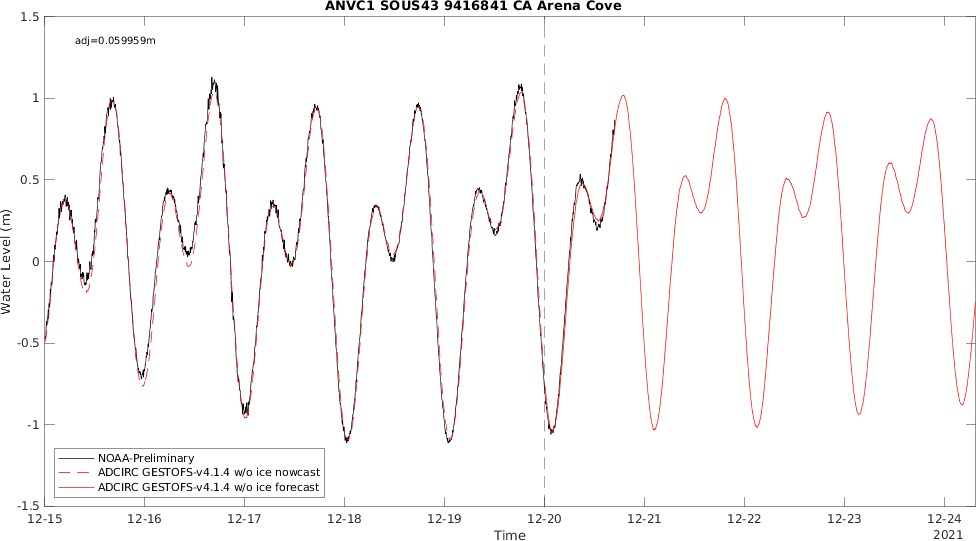 ANVC1 SOUS43 9416841 CA Arena Cove
adj=0.059959m
1.5
1
0.5
0
-0.5
-1
-1.5
Water Level (m)
NOAA-Preliminary
ADCIRC GESTOFS-v4.1.4 w/o ice nowcast
ADCIRC GESTOFS-v4.1.4 w/o ice forecast
12-15 12-16 12-17 12-18 12-19 12-20 12-21 12-22 12-23 12-24
Time
2021